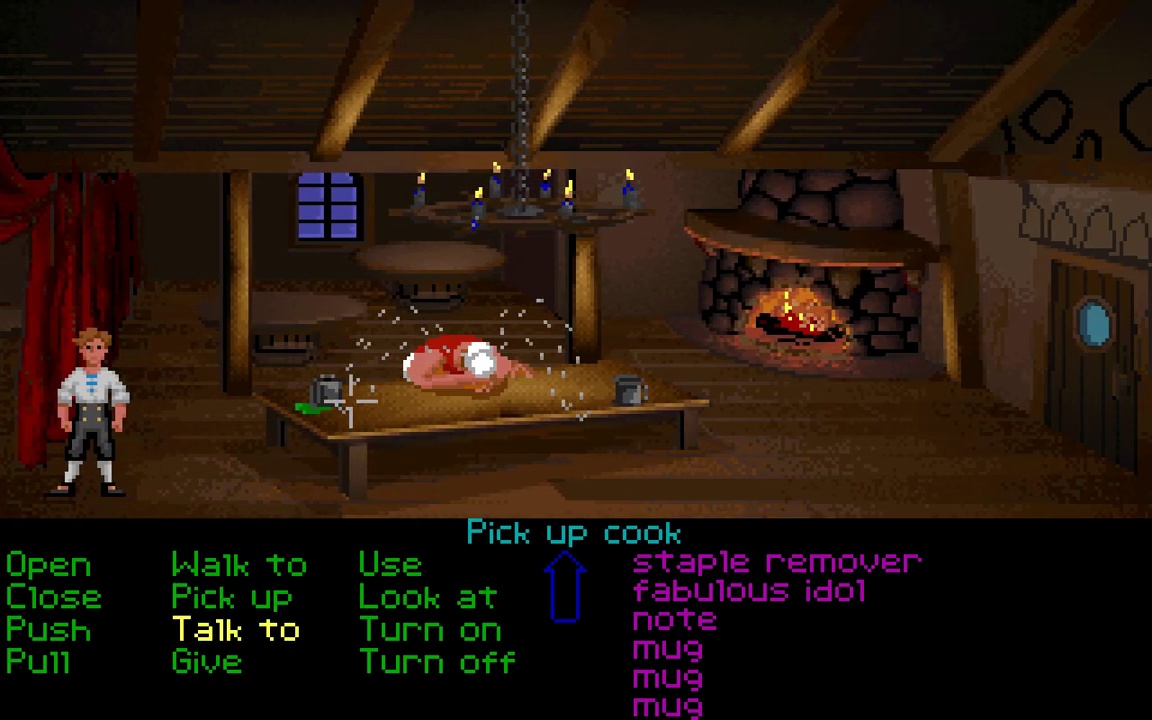 Pick up cook
Open Walk to Use staple remover
Close Pick up Look at fabulous idol
Push Talk to Turn on note
Pull Give Turn off mug
mug
mug